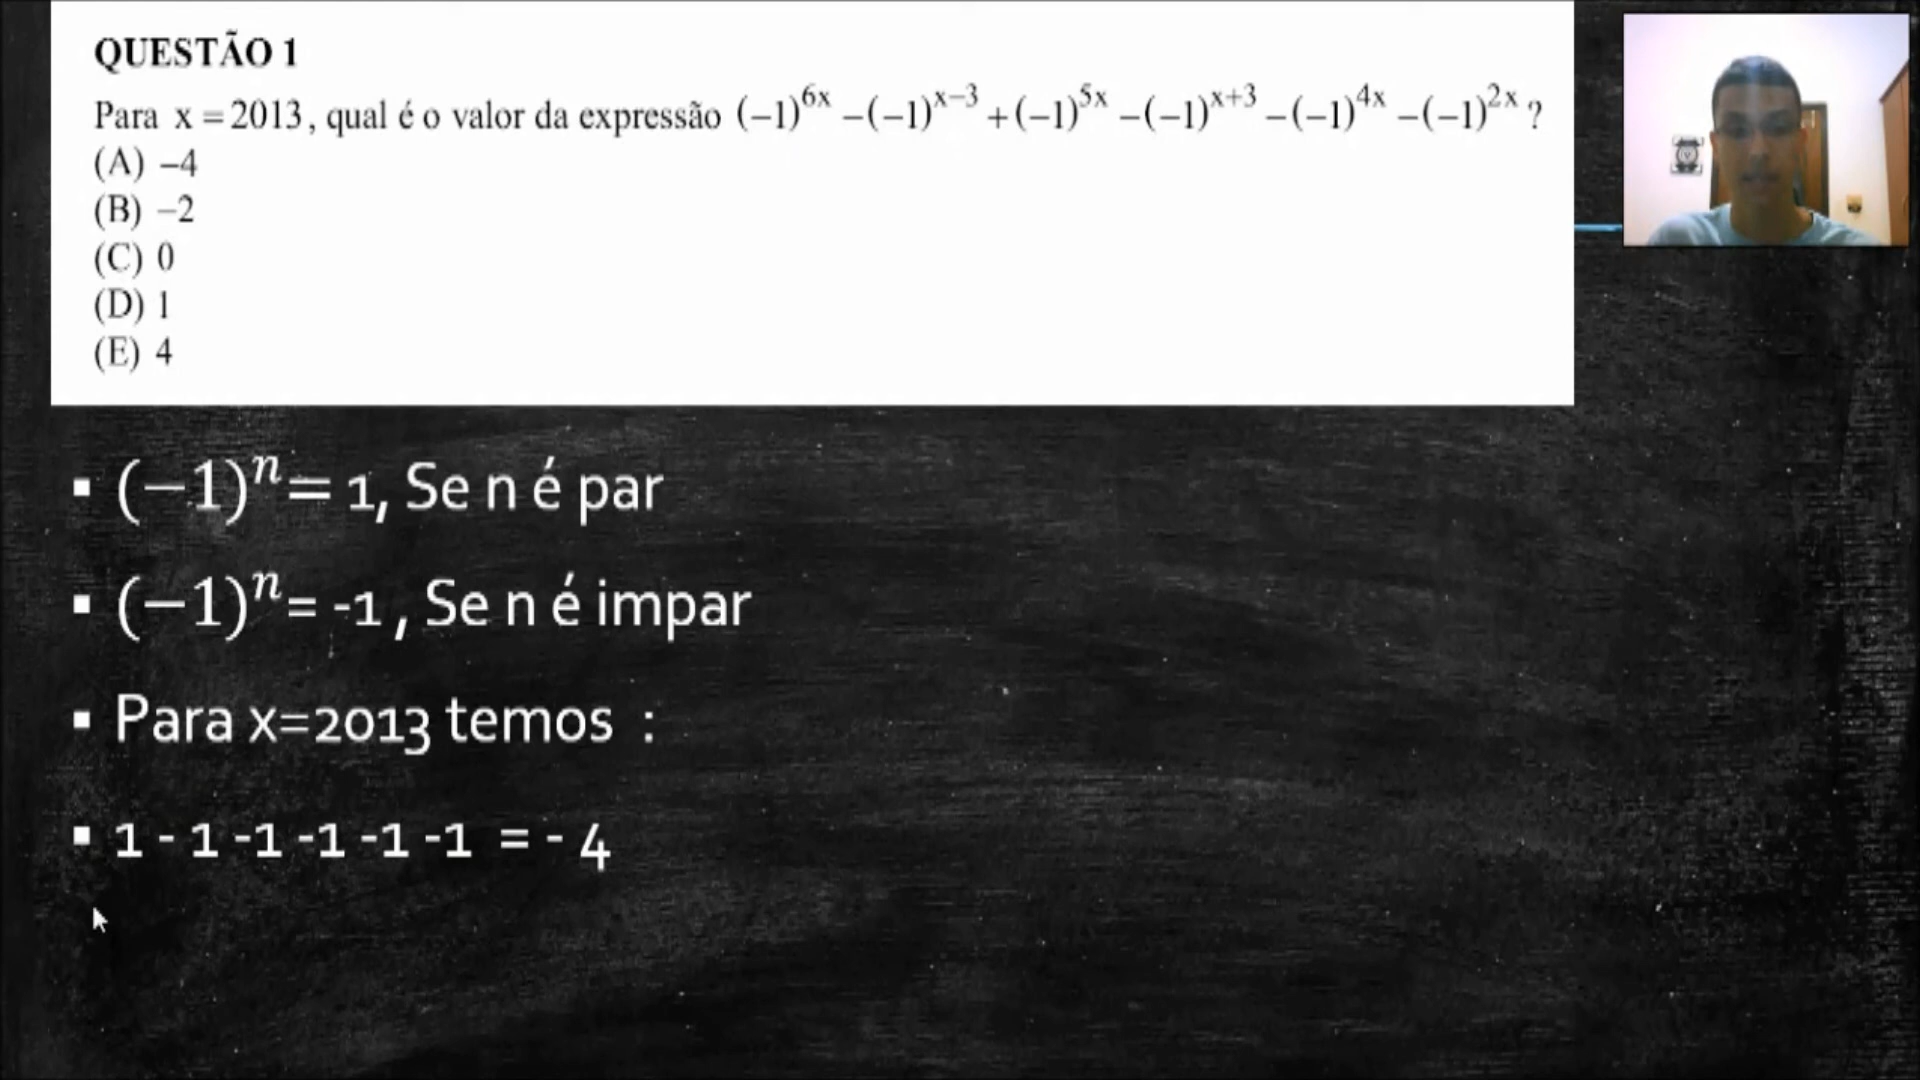 QUESTÃO 1
Para x = 2013, qual é o valor da expressão (−1)^{6x} −(−1)^{x−3} +(−1)^{5x} −(−1)^{x+3} −(−1)^{4x} −(−1)^{2x} ?
(A) −4
(B) −2
(C) 0
(D) 1
(E) 4
▪ (−1)^n= 1, Se n é par
▪ (−1)^n= -1 , Se n é impar
▪ Para x=2013 temos :
▪ 1 - 1 -1 -1 -1 -1 = - 4